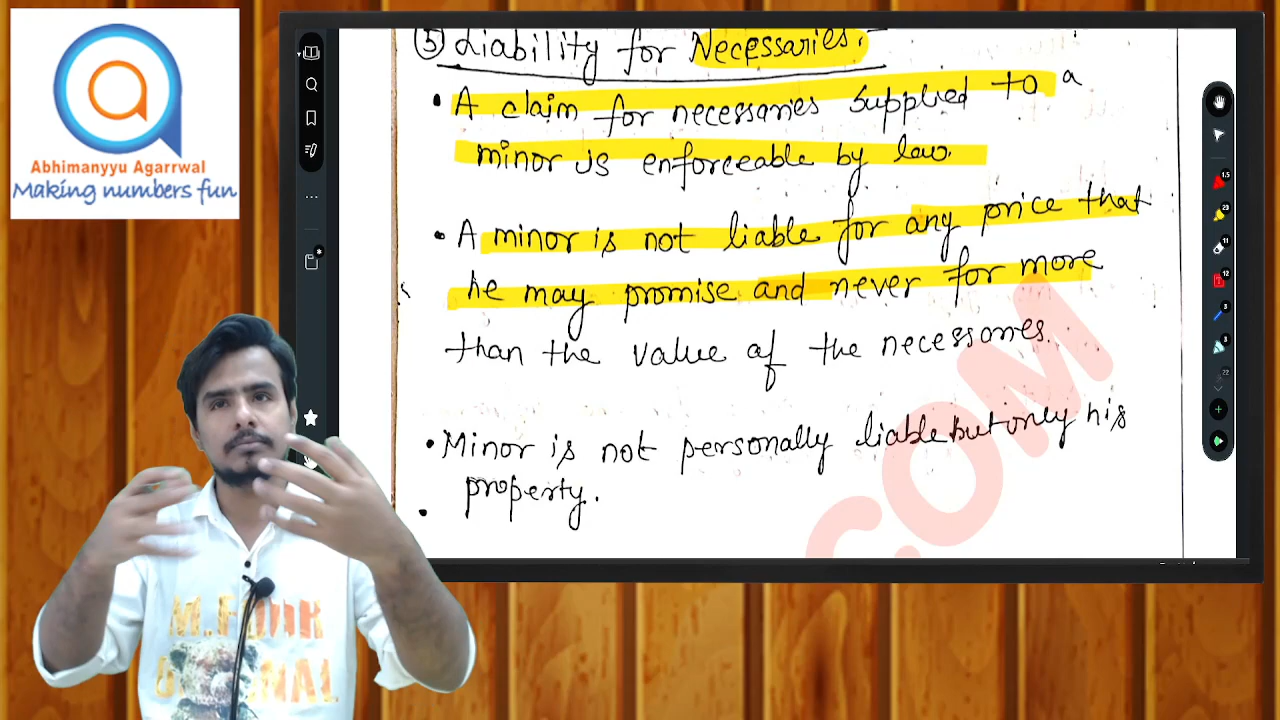 Abhimanyyu Agarrwal
Making numbers fun
⑤ Liability for Necessaries:-
• A claim for necessaries supplied to a
minor is enforceable by law.
• A minor is not liable for any price that
he may promise and never for more
than the value of the necessaries.
• Minor is not personally liable but only his
property.
•
.COM